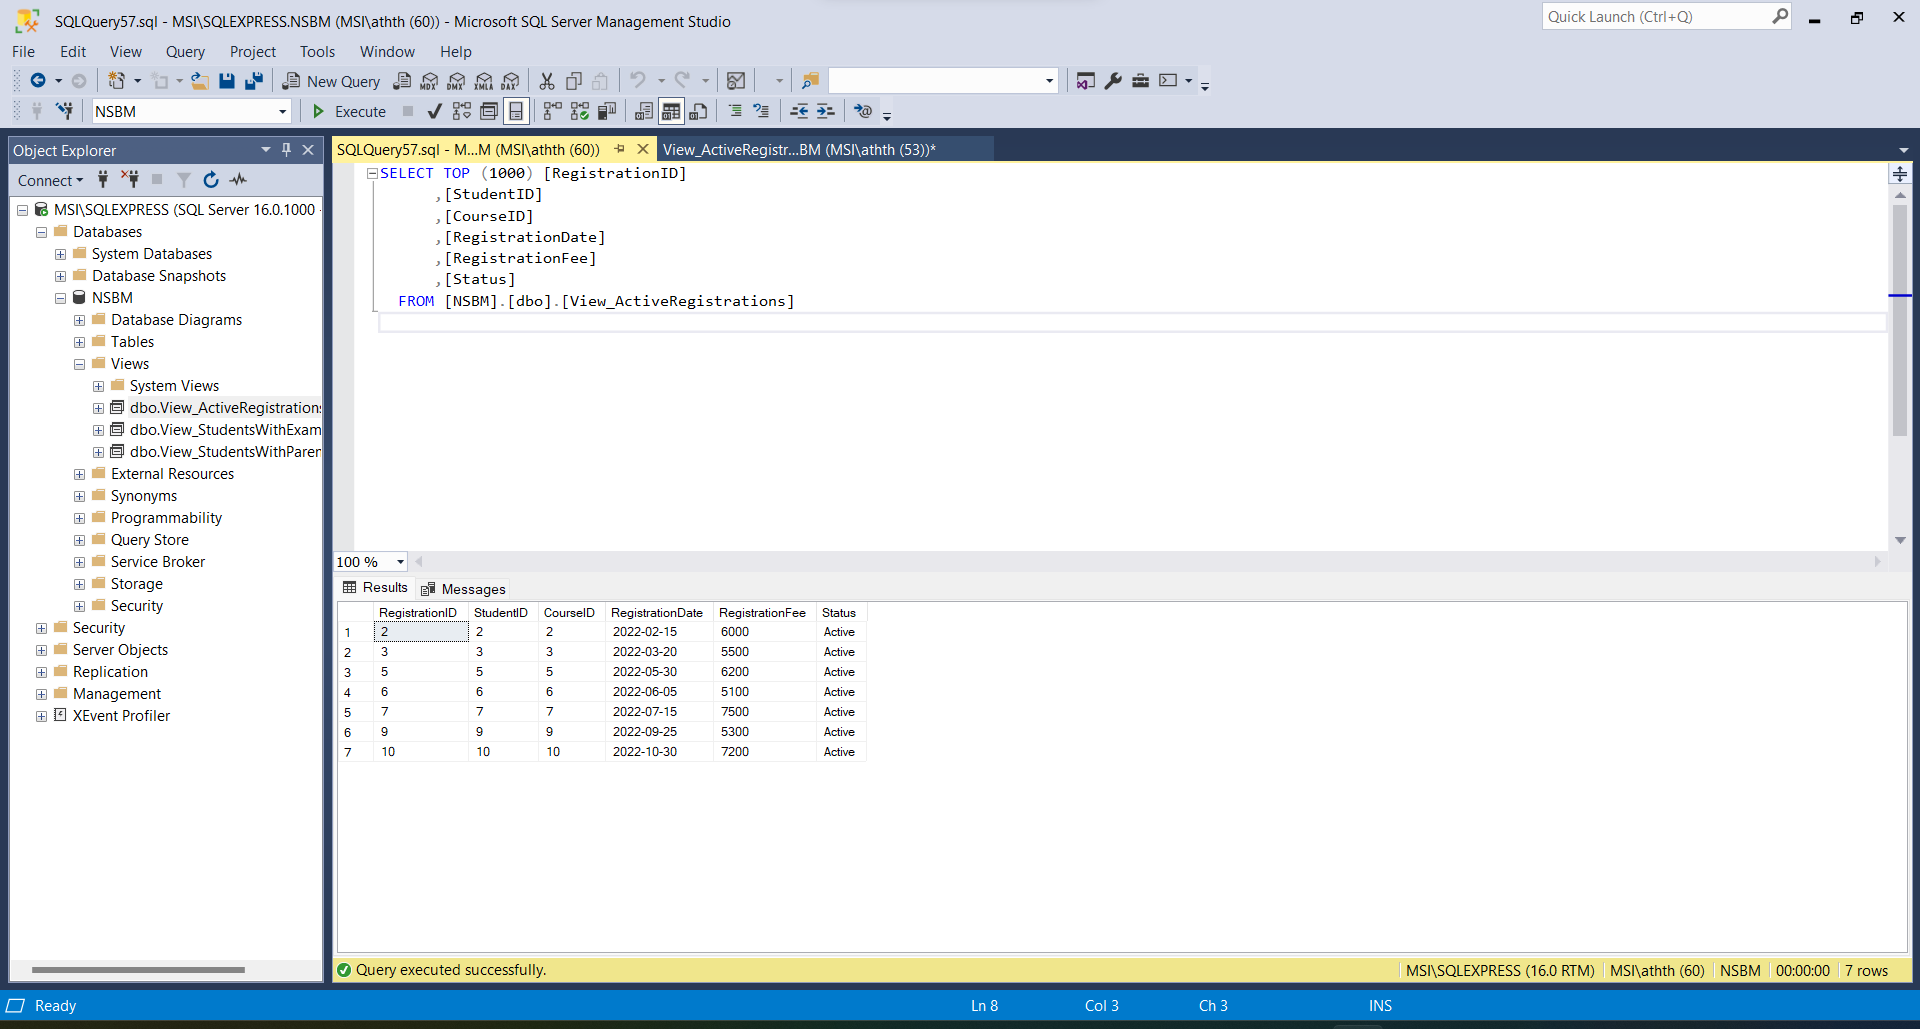 SQLQuery57.sql - MSI\SQLEXPRESS.NSBM (MSI\athth (60)) - Microsoft SQL Server Management Studio
Quick Launch (Ctrl+Q)
File Edit View Query Project Tools Window Help
New Query MDX DMX XMLA DAX
NSBM Execute
Object Explorer
Connect
MSI\SQLEXPRESS (SQL Server 16.0.1000 -
Databases
System Databases
Database Snapshots
NSBM
Database Diagrams
Tables
Views
System Views
dbo.View_ActiveRegistrations
dbo.View_StudentsWithExam
dbo.View_StudentsWithParen
External Resources
Synonyms
Programmability
Query Store
Service Broker
Storage
Security
Security
Server Objects
Replication
Management
XEvent Profiler
SQLQuery57.sql - M...M (MSI\athth (60)) View_ActiveRegistr...BM (MSI\athth (53))*
SELECT TOP (1000) [RegistrationID]
,[StudentID]
,[CourseID]
,[RegistrationDate]
,[RegistrationFee]
,[Status]
FROM [NSBM].[dbo].[View_ActiveRegistrations]
100 %
Results Messages
RegistrationID StudentID CourseID RegistrationDate RegistrationFee Status
1 2 2 2 2022-02-15 6000 Active
2 3 3 3 2022-03-20 5500 Active
3 5 5 5 2022-05-30 6200 Active
4 6 6 6 2022-06-05 5100 Active
5 7 7 7 2022-07-15 7500 Active
6 9 9 9 2022-09-25 5300 Active
7 10 10 10 2022-10-30 7200 Active
Query executed successfully. MSI\SQLEXPRESS (16.0 RTM) MSI\athth (60) NSBM 00:00:00 7 rows
Ready Ln 8 Col 3 Ch 3 INS